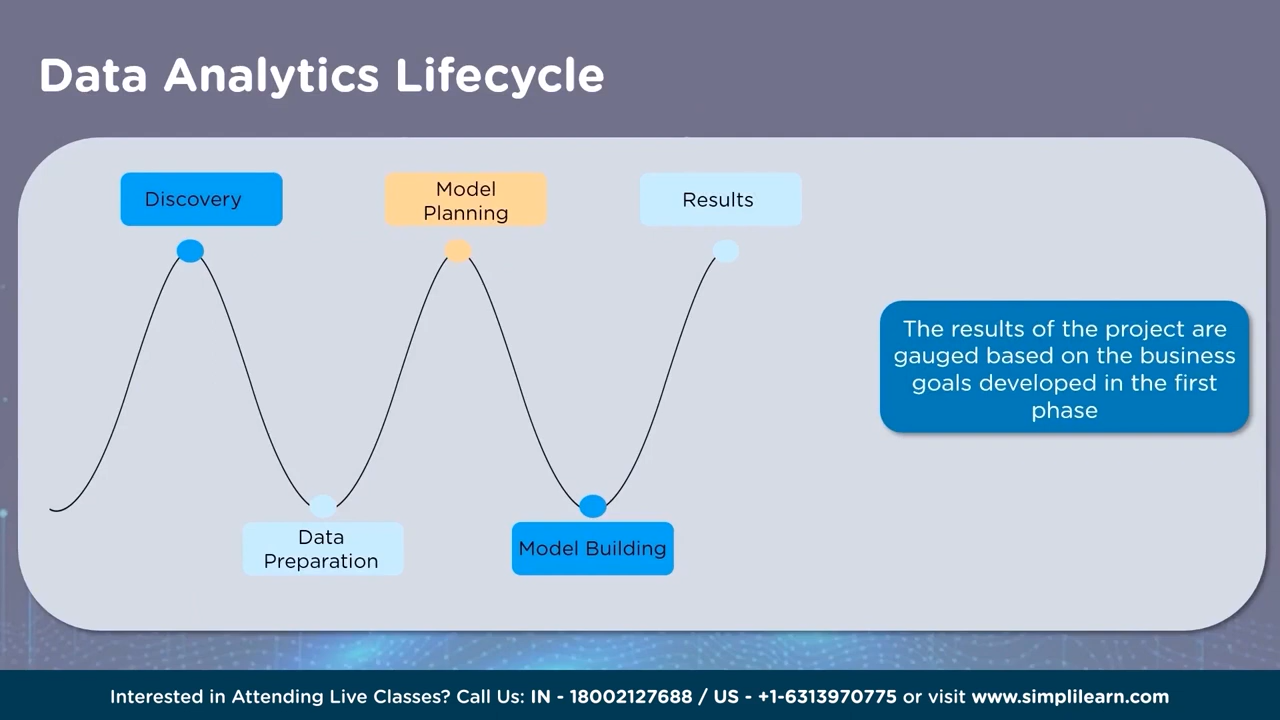 Data Analytics Lifecycle
Discovery
Model
Planning
Results
The results of the project are
gauged based on the business
goals developed in the first
phase
Data
Preparation
Model Building
Interested in Attending Live Classes? Call Us: IN - 18002127688 / US - +1-6313970775 or visit www.simplilearn.com